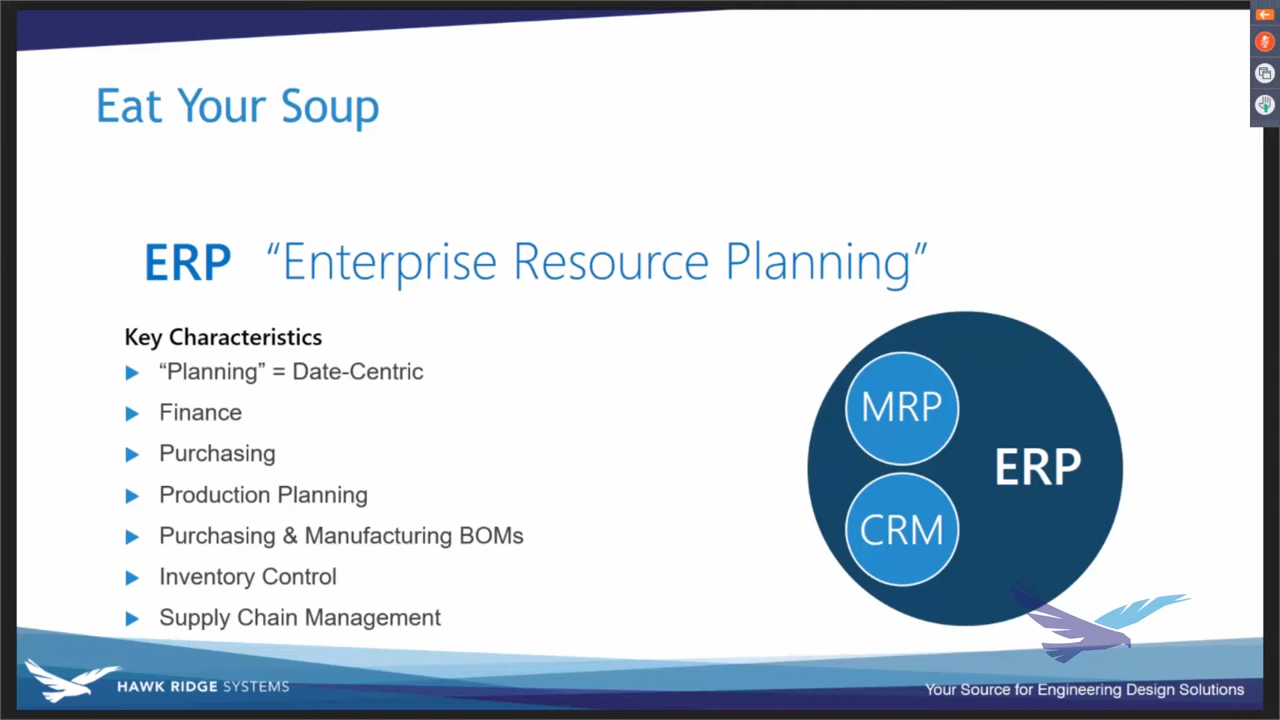 Eat Your Soup
ERP “Enterprise Resource Planning”
Key Characteristics
“Planning” = Date-Centric
Finance
Purchasing
Production Planning
Purchasing & Manufacturing BOMs
Inventory Control
Supply Chain Management
MRP
ERP
CRM
HAWK RIDGE SYSTEMS
Your Source for Engineering Design Solutions